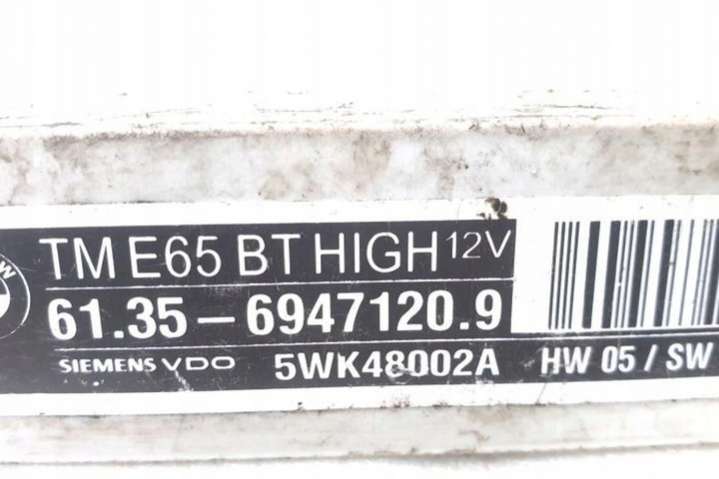 TM E65 BT HIGH 12V
61.35 – 6947120.9
SIEMENS VDO 5WK48002A HW 05 / SW